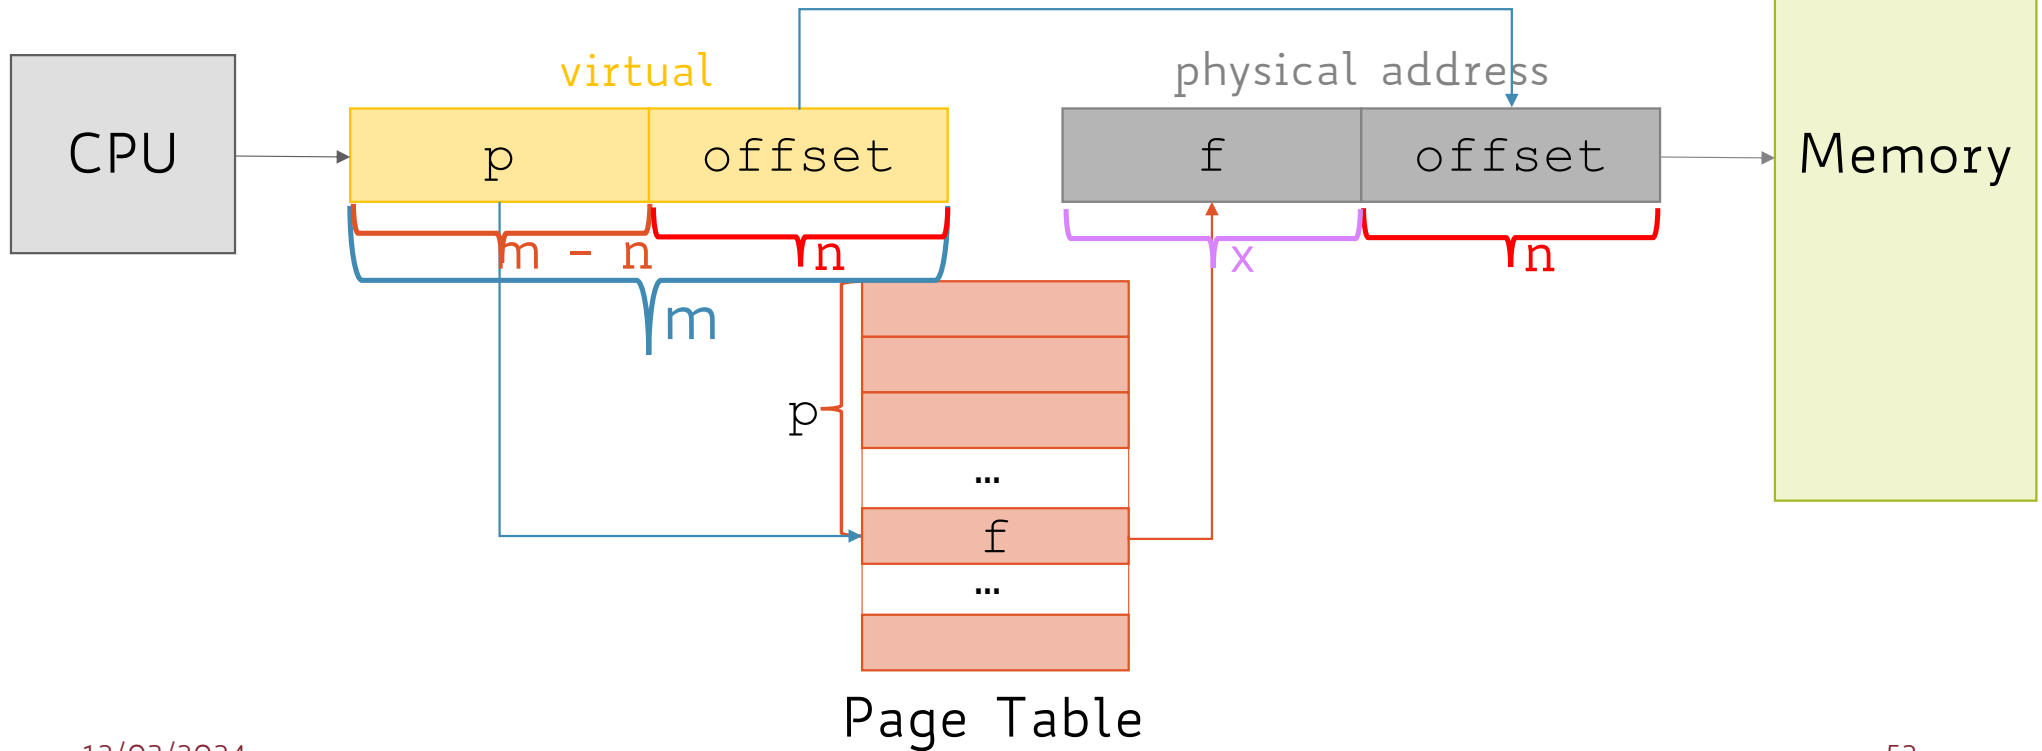 virtual
physical address
CPU
p
offset
f
offset
Memory
m - n
n
x
n
m
p
…
f
…
Page Table